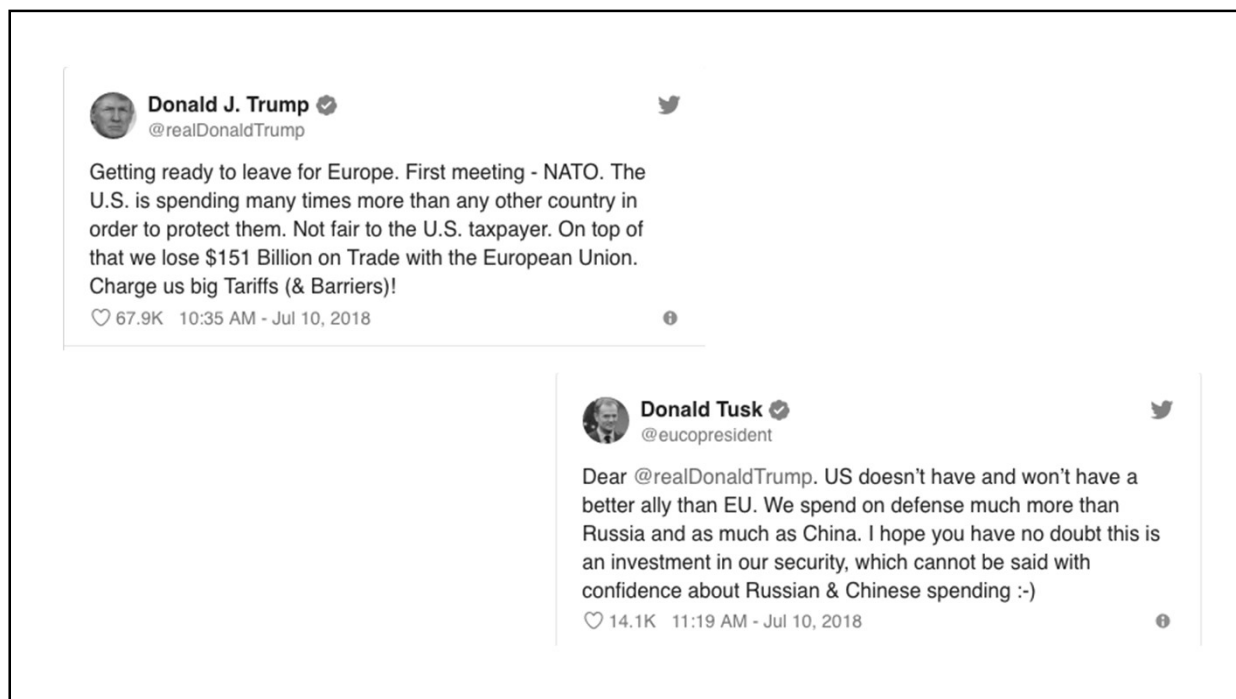 Donald J. Trump
@realDonaldTrump
Getting ready to leave for Europe. First meeting - NATO. The
U.S. is spending many times more than any other country in
order to protect them. Not fair to the U.S. taxpayer. On top of
that we lose $151 Billion on Trade with the European Union.
Charge us big Tariffs (& Barriers)!
67.9K 10:35 AM - Jul 10, 2018
Donald Tusk
@eucopresident
Dear @realDonaldTrump. US doesn’t have and won’t have a
better ally than EU. We spend on defense much more than
Russia and as much as China. I hope you have no doubt this is
an investment in our security, which cannot be said with
confidence about Russian & Chinese spending :-)
14.1K 11:19 AM - Jul 10, 2018